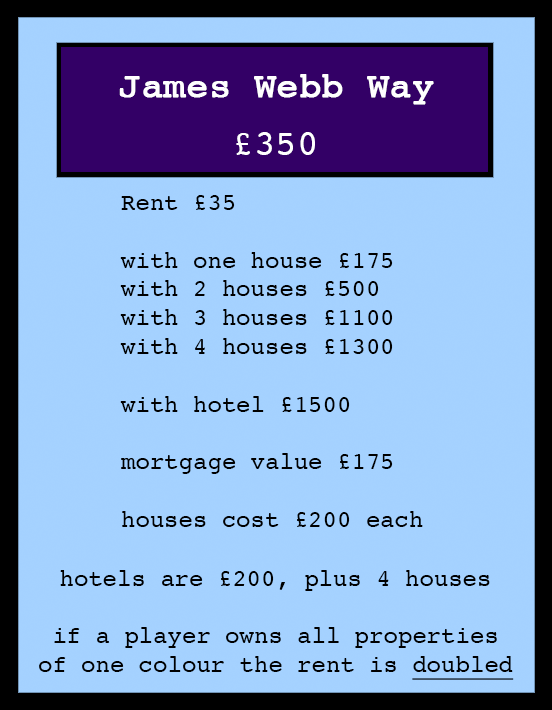 James Webb Way
£350
Rent £35
with one house £175
with 2 houses £500
with 3 houses £1100
with 4 houses £1300
with hotel £1500
mortgage value £175
houses cost £200 each
hotels are £200, plus 4 houses
if a player owns all properties
of one colour the rent is doubled